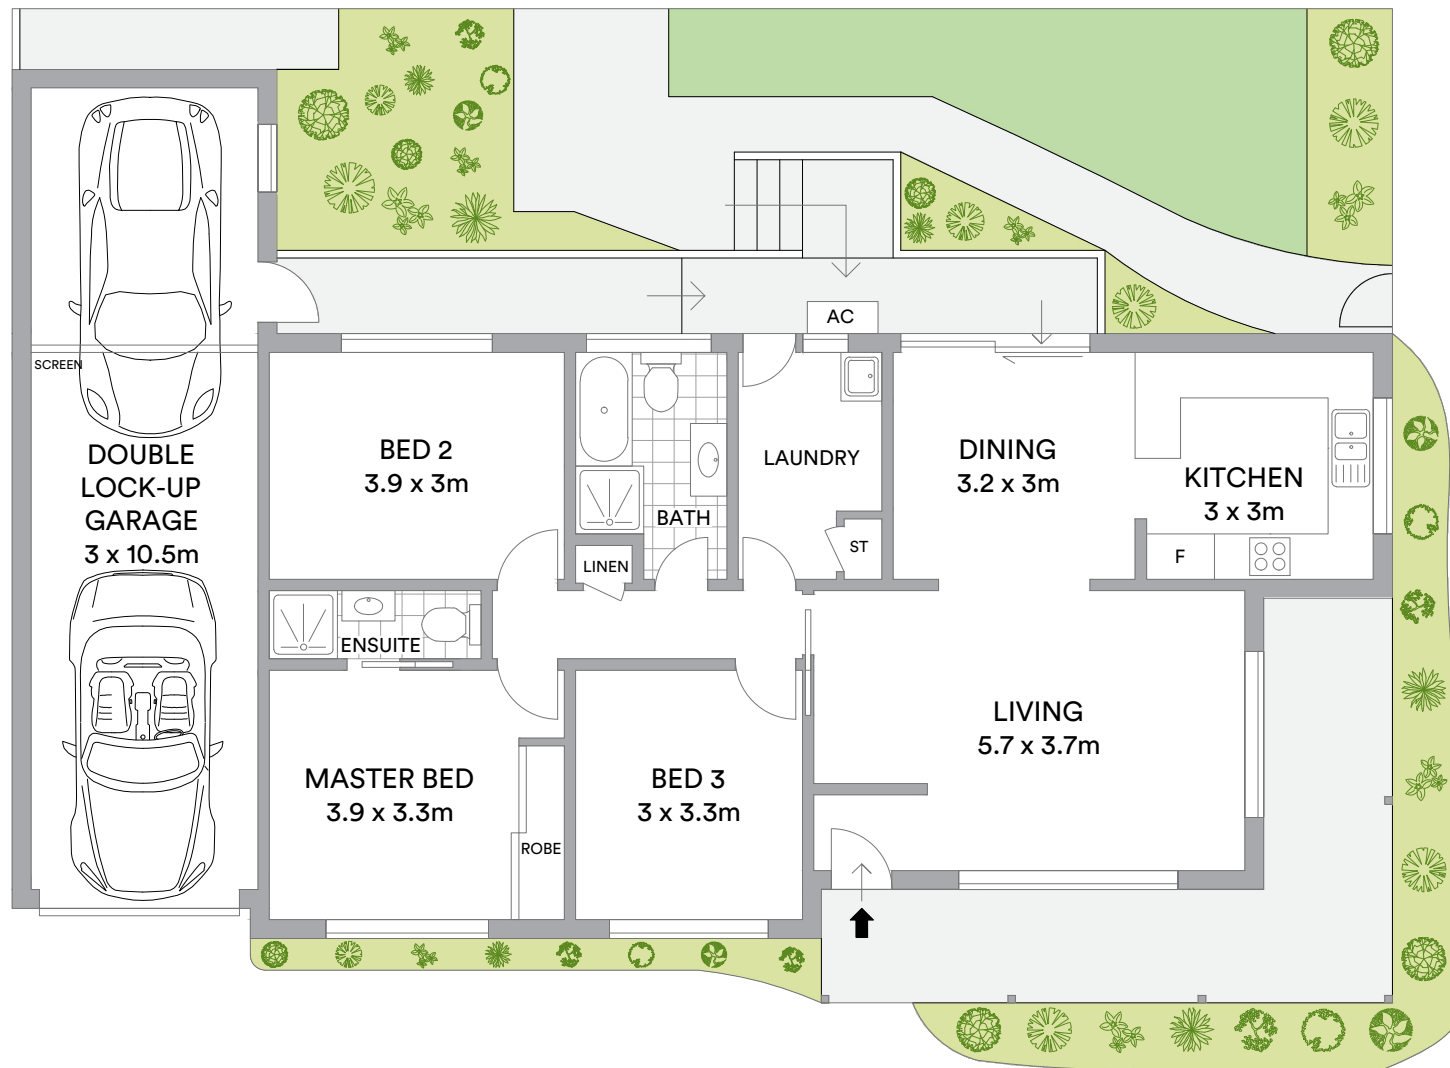 AC
SCREEN
DOUBLE
LOCK-UP
GARAGE
3 x 10.5m
BED 2
3.9 x 3m
BATH
LINEN
LAUNDRY
ST
DINING
3.2 x 3m
KITCHEN
3 x 3m
F
ENSUITE
MASTER BED
3.9 x 3.3m
ROBE
BED 3
3 x 3.3m
LIVING
5.7 x 3.7m